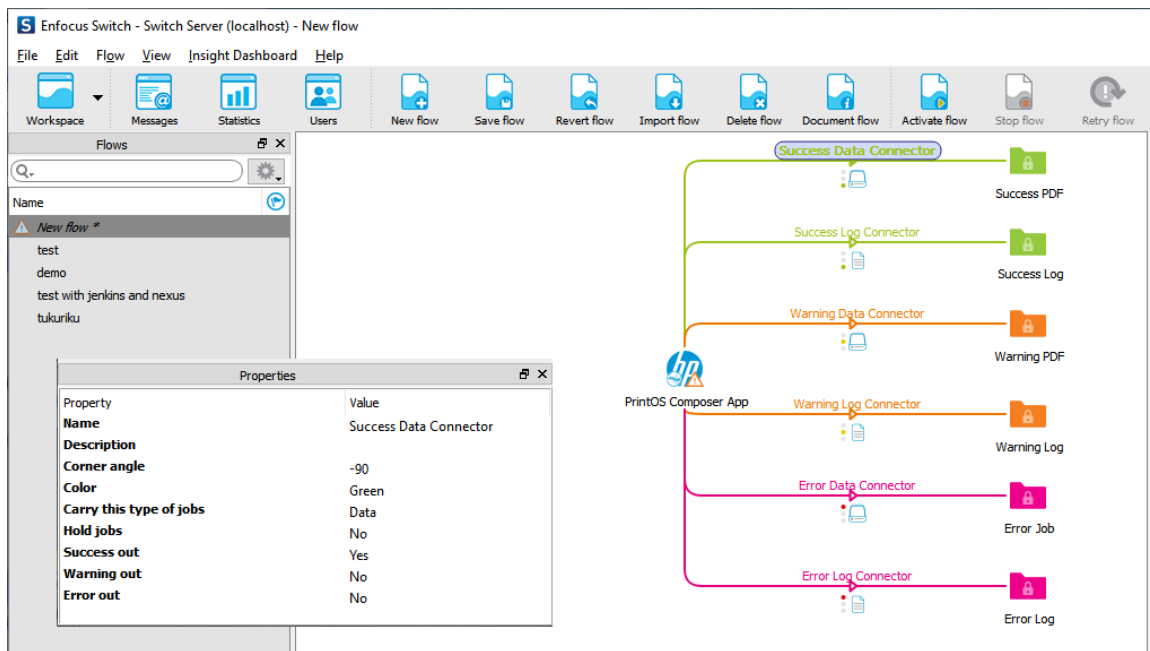 Enfocus Switch - Switch Server (localhost) - New flow
File Edit Flow View Insight Dashboard Help
Workspace Messages Statistics Users New flow Save flow Revert flow Import flow Delete flow Document flow Activate flow Stop flow Retry flow
Flows
Name
New flow *
test
demo
test with jenkins and nexus
tukuriku
Properties
Property Value
Name Success Data Connector
Description
Corner angle -90
Color Green
Carry this type of jobs Data
Hold jobs No
Success out Yes
Warning out No
Error out No
Success Data Connector
Success PDF
Success Log Connector
Success Log
Warning Data Connector
Warning PDF
hp
PrintOS Composer App
Warning Log Connector
Warning Log
Error Data Connector
Error Job
Error Log Connector
Error Log